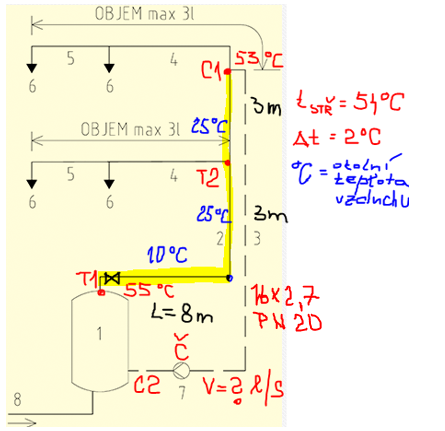 OBJEM max 3l
53°C
C1
5
4
6
6
3m
t STŘ = 54°C
Δt = 2°C
°C = okolní
teplota
vzduchu
25°C
OBJEM max 3l
5
4
T2
6
6
25°C
3m
2
3
10°C
T1
55°C
L=8m
16x2,7
PN 20
1
Č
C2
7
V=? l/s
8